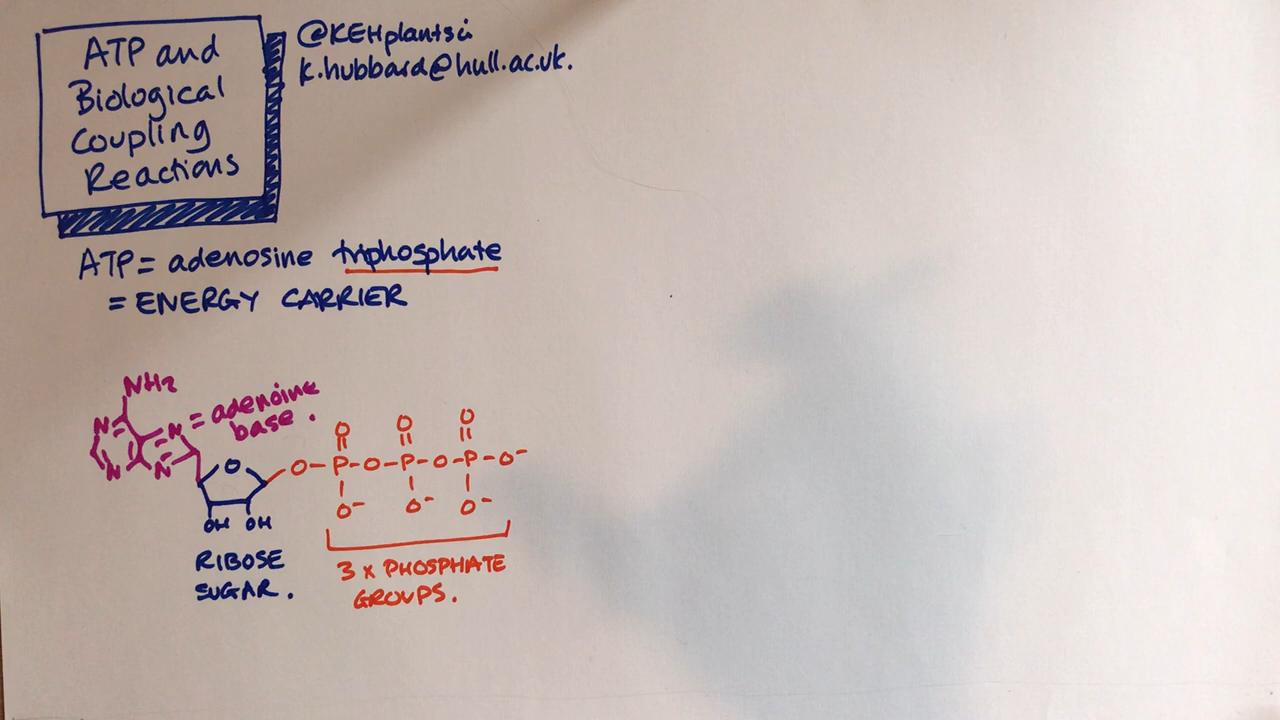 ATP and
Biological
Coupling
Reactions
@KEHplantsci
k.hubbard@hull.ac.uk.
ATP = adenosine triphosphate
= ENERGY CARRIER
NH2
N
N
N
N
= adenoine
base.
O
OH OH
O O O
O-P-O-P-O-P-O-
O- O- O-
RIBOSE
SUGAR.
3 x PHOSPHATE
GROUPS.